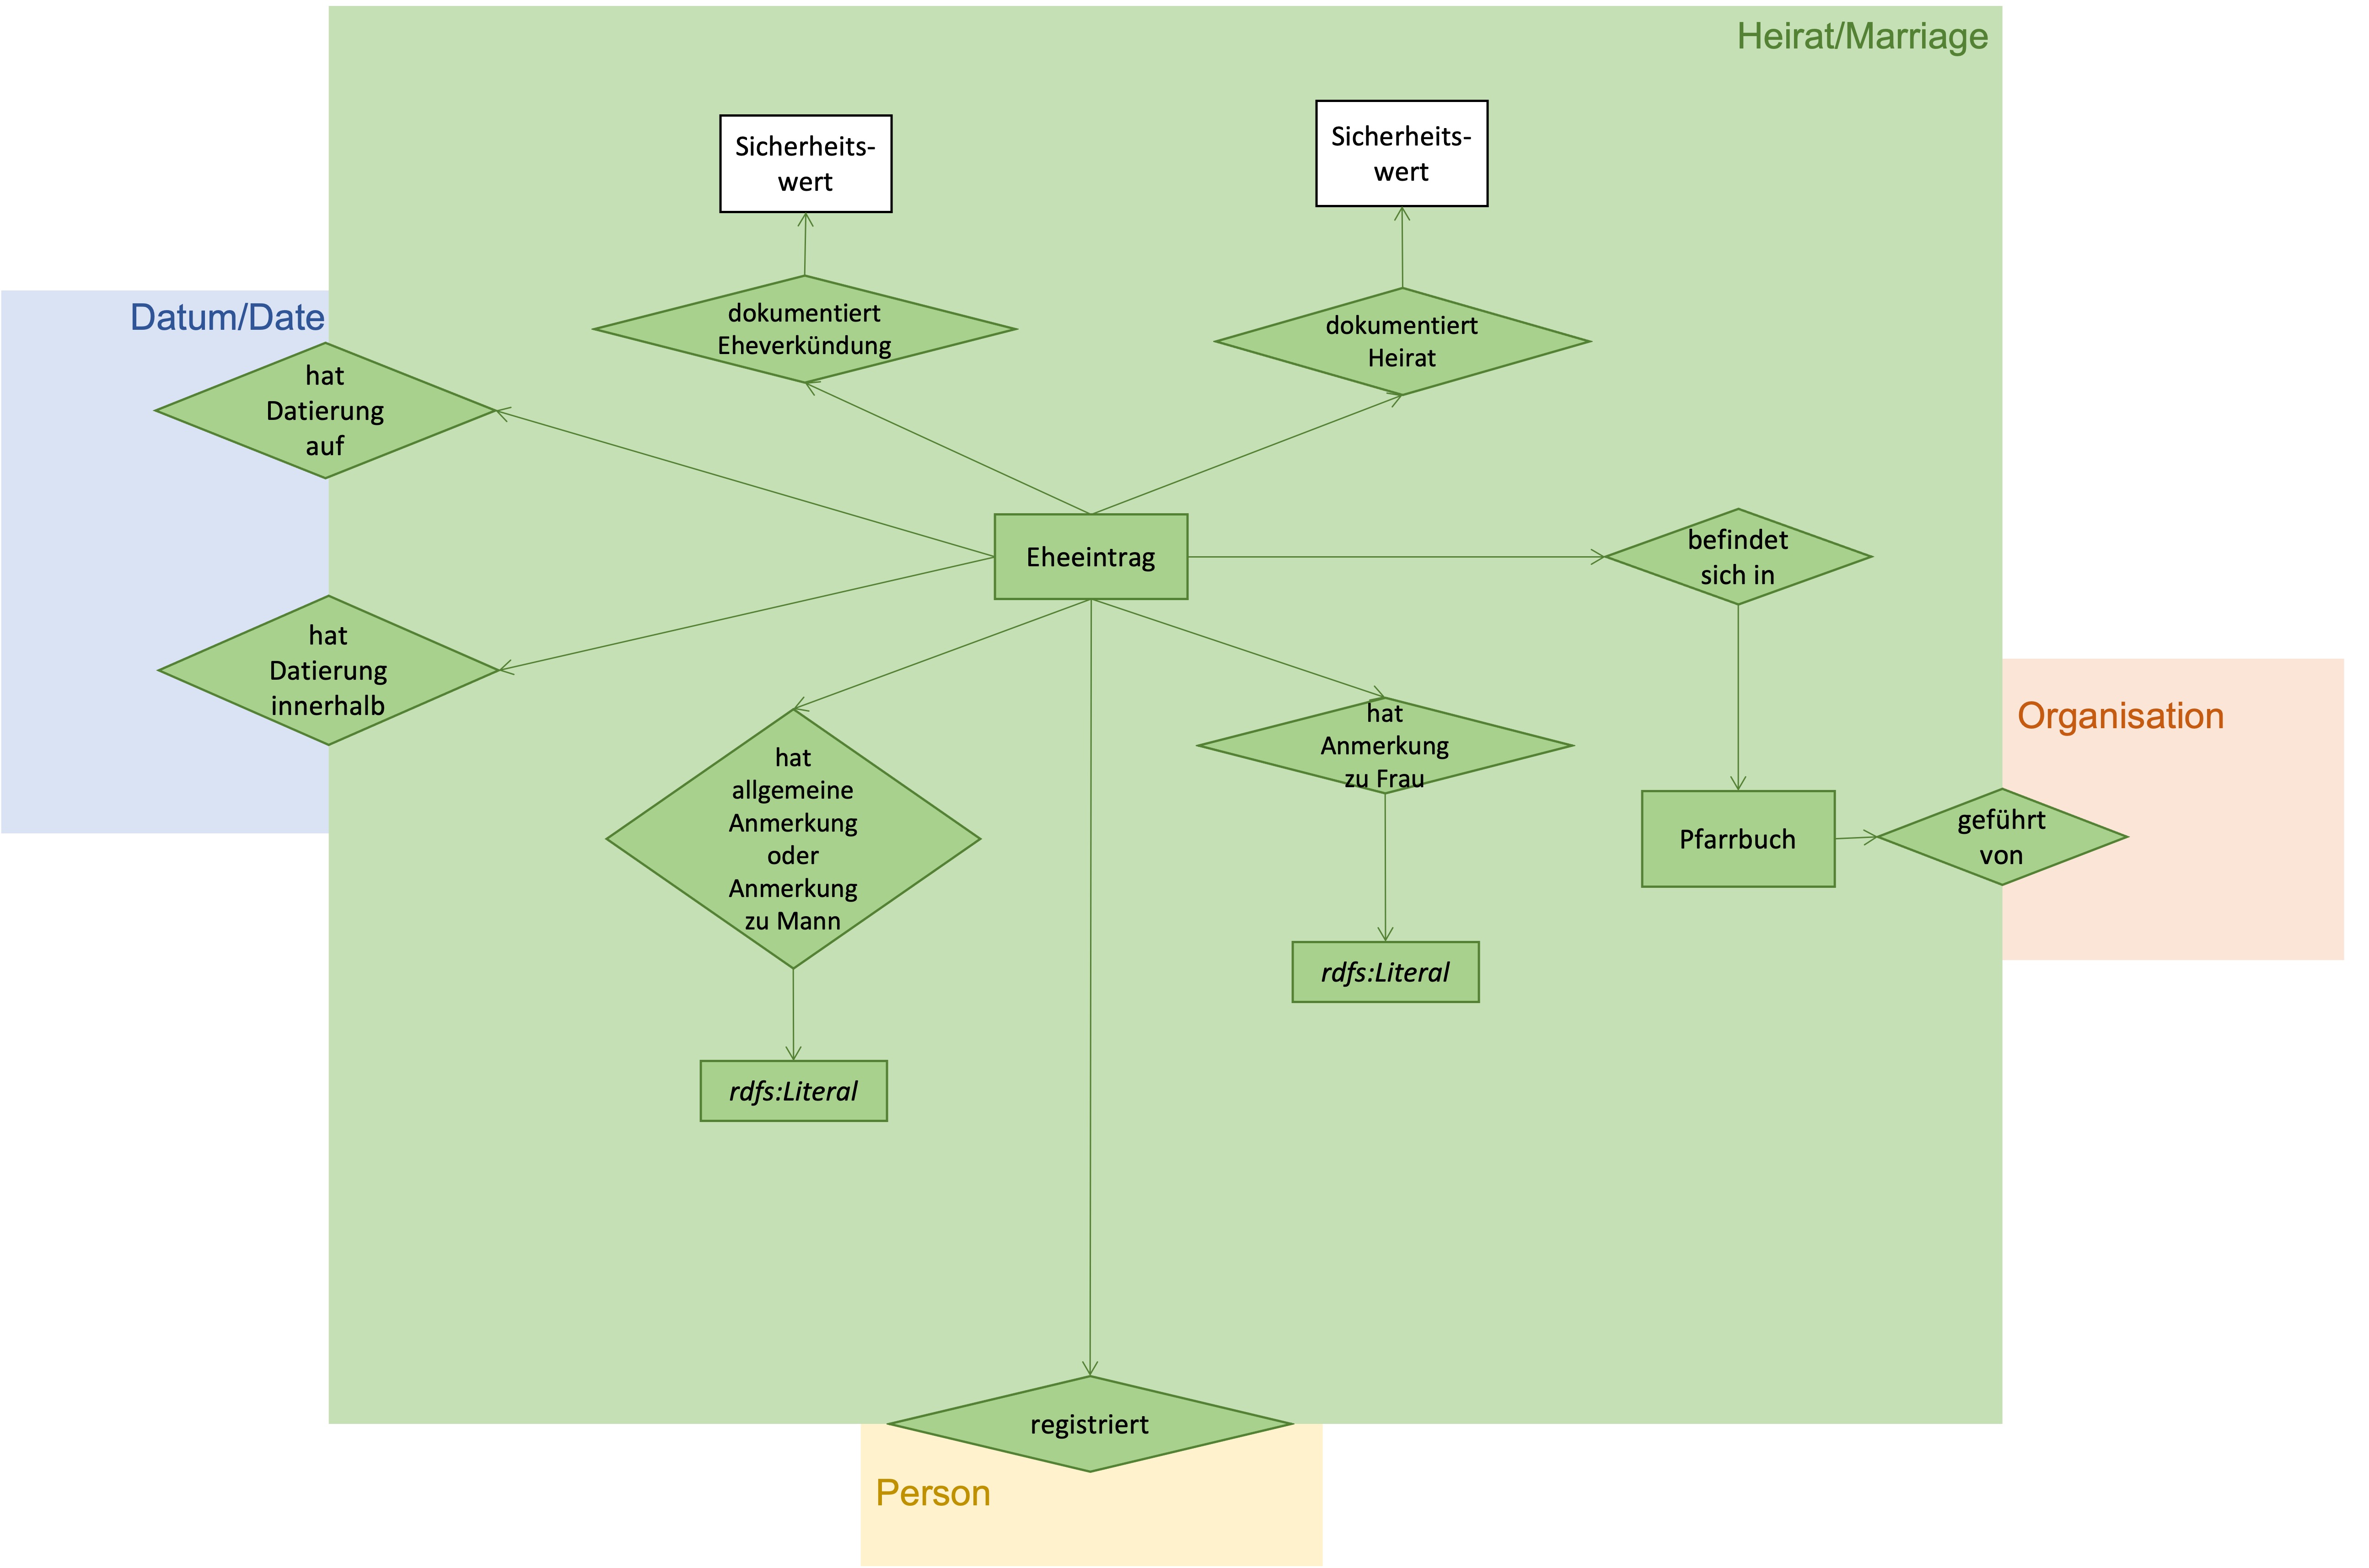 Heirat/Marriage
Sicherheits-
wert
Sicherheits-
wert
Datum/Date
dokumentiert
Eheverkündung
dokumentiert
Heirat
hat
Datierung
auf
Eheeintrag
befindet
sich in
hat
Datierung
innerhalb
hat
allgemeine
Anmerkung
oder
Anmerkung
zu Mann
hat
Anmerkung
zu Frau
Organisation
Pfarrbuch
geführt
von
rdfs:Literal
rdfs:Literal
registriert
Person